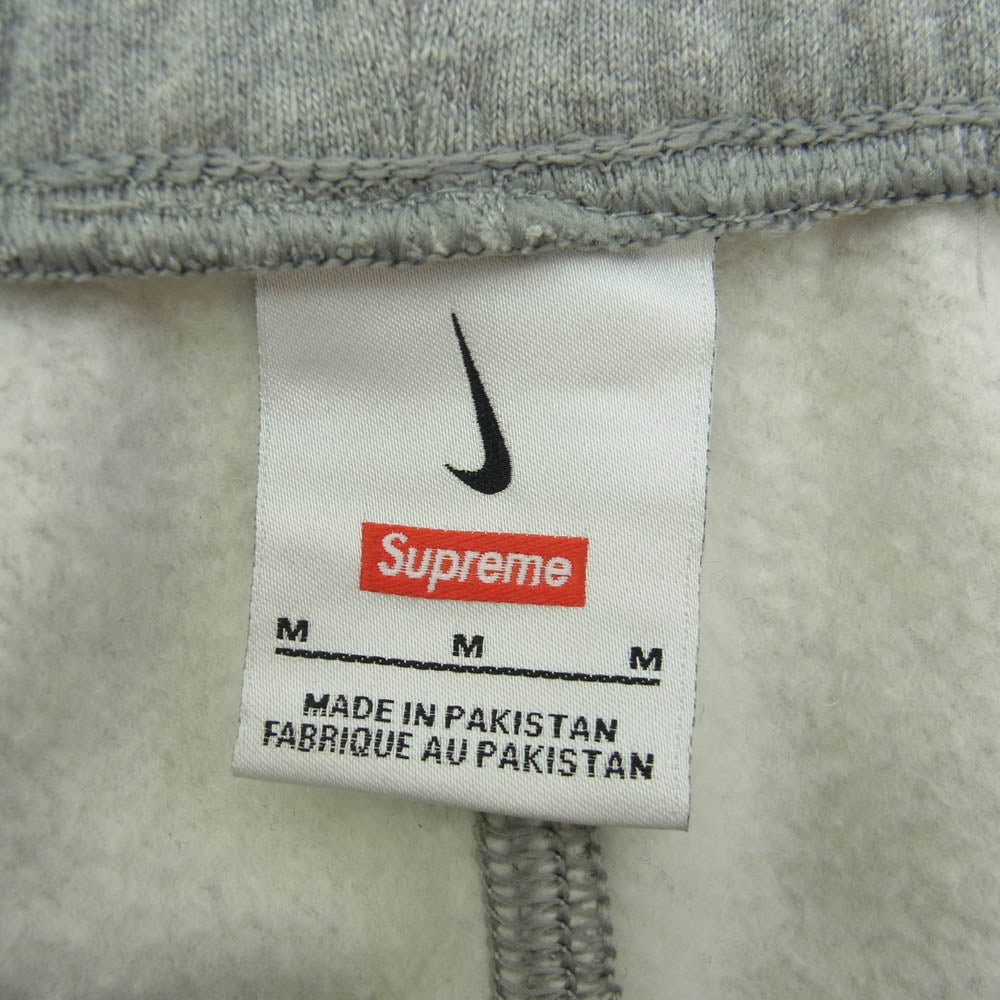 Supreme
M M M
MADE IN PAKISTAN
FABRIQUE AU PAKISTAN